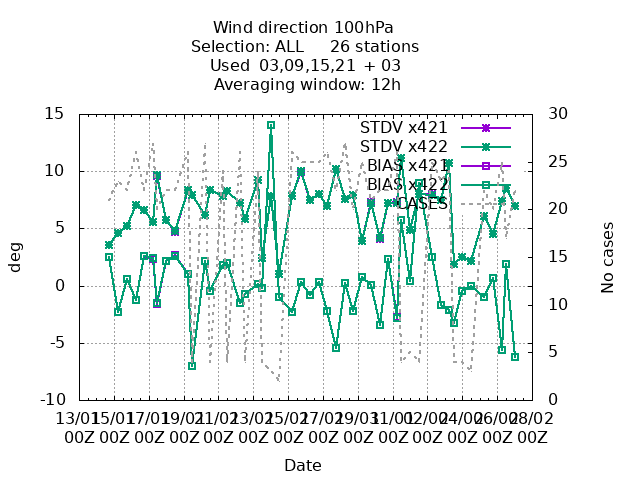 Wind direction 100hPa
Selection: ALL 26 stations
Used 03,09,15,21 + 03
Averaging window: 12h
15 30
STDV x421
STDV x422
BIAS x421
BIAS x422
CASES
10 25
5 20
0 15
-5 10
5
-10 0
deg
No cases
13/01 15/01 17/01 19/01 21/01 23/01 25/01 27/01 29/01 31/01 02/02 04/02 06/02 08/02
00Z 00Z 00Z 00Z 00Z 00Z 00Z 00Z 00Z 00Z 00Z 00Z 00Z 00Z
Date